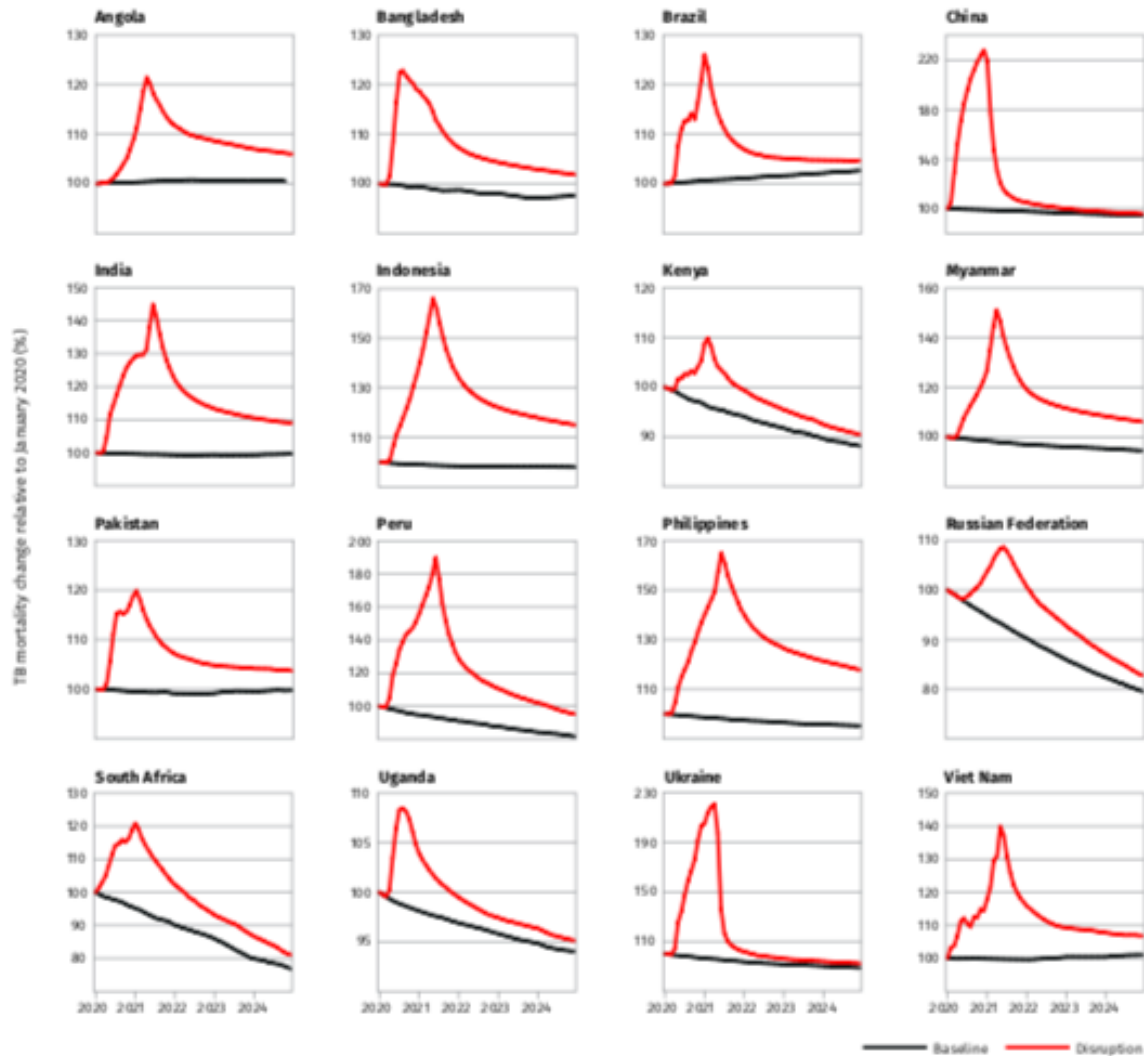 Angola Bangladesh Brazil China
130 130 130 220
120 120 120 180
110 110 110 140
100 100 100 100
India Indonesia Kenya Myanmar
150 170 120 160
140 150 110 140
130 130 100 120
120 110 90 100
110
100
TB mortality change relative to January 2020 (%)
Pakistan Peru Philippines Russian Federation
130 200 170 110
120 180 150 100
110 160 130 90
100 140 110 80
120
100
South Africa Uganda Ukraine Viet Nam
130 110 230 150
120 105 190 140
110 100 150 130
100 95 110 120
90 110
80 100
2020 2021 2022 2023 2024 2020 2021 2022 2023 2024 2020 2021 2022 2023 2024 2020 2021 2022 2023 2024
Baseline Disruption